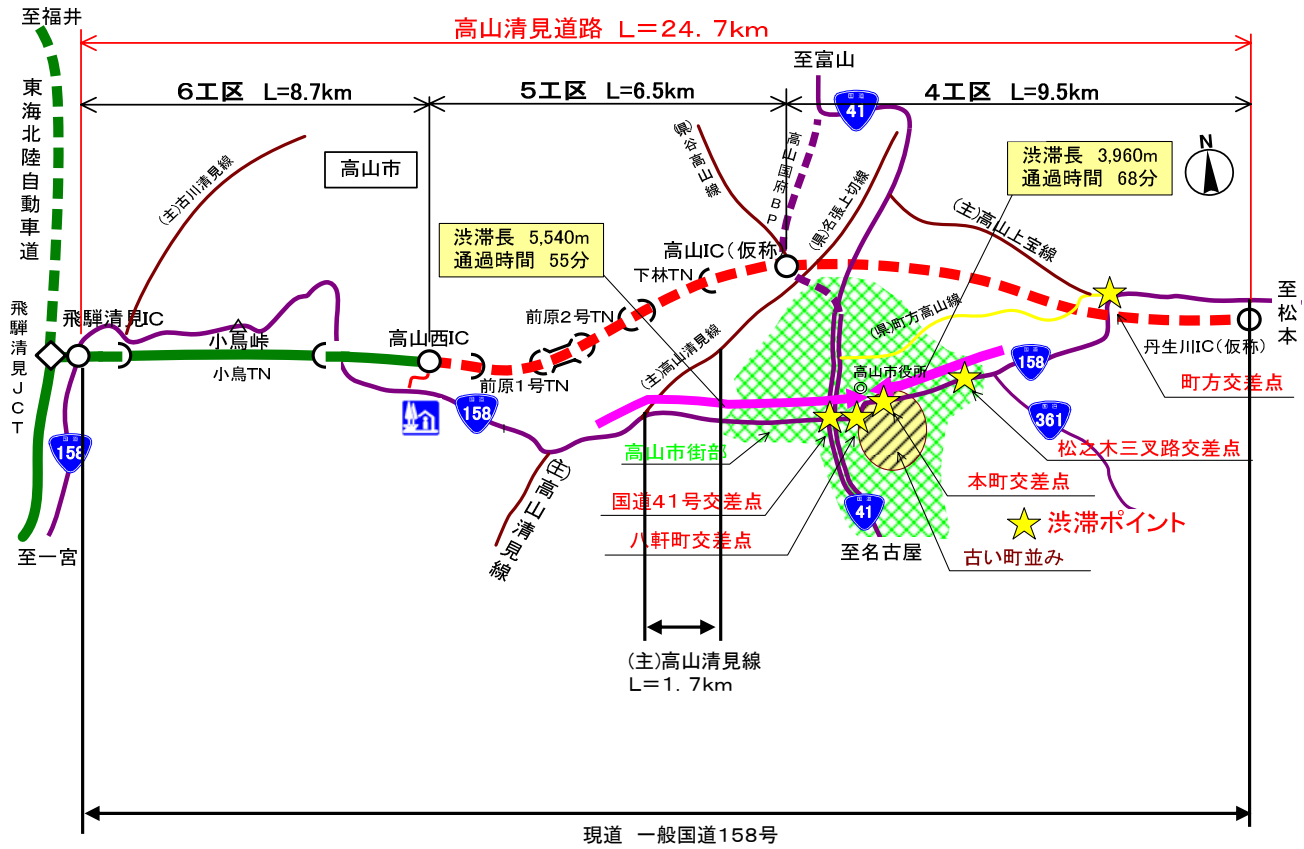 至福井
高山清見道路 L=24.7km
至富山
6工区 L=8.7km
5工区 L=6.5km
4工区 L=9.5km
東海北陸自動車道
国道
41
(主)古川清見線
高山市
(県)谷高山線
高山国府BP
(県)名張上切線
渋滞長 3,960m
通過時間 68分
N
(主)高山上宝線
渋滞長 5,540m
通過時間 55分
高山IC(仮称)
下林TN
至松本
飛騨清見JCT
飛騨清見IC
小鳥峠
小鳥TN
高山西IC
前原2号TN
前原1号TN
(主)高山清見線
(県)町方高山線
高山市役所
丹生川IC(仮称)
国道
158
町方交差点
国道
158
国道
361
国道
158
高山市街部
松之木三叉路交差点
(主)高山清見線
国道41号交差点
本町交差点
国道
41
渋滞ポイント
八軒町交差点
至名古屋
古い町並み
至一宮
(主)高山清見線
L=1.7km
現道 一般国道158号